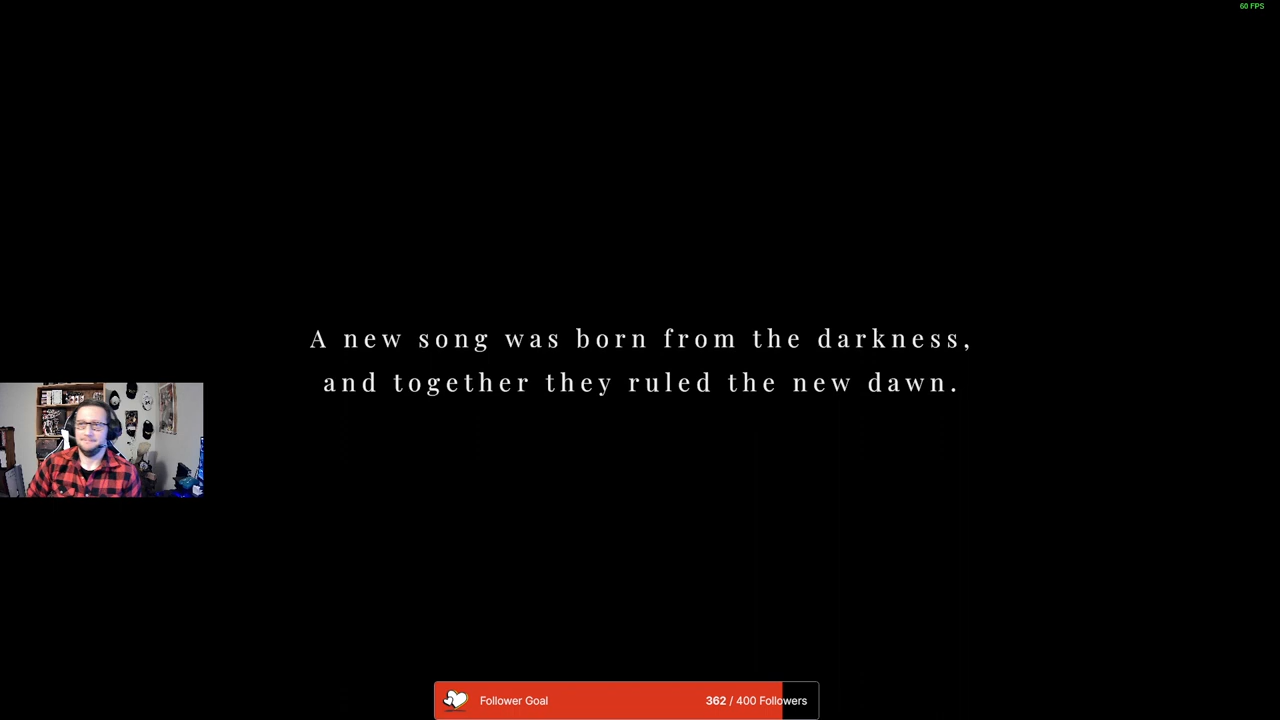 60 FPS
A new song was born from the darkness,
and together they ruled the new dawn.
Follower Goal 362 / 400 Followers